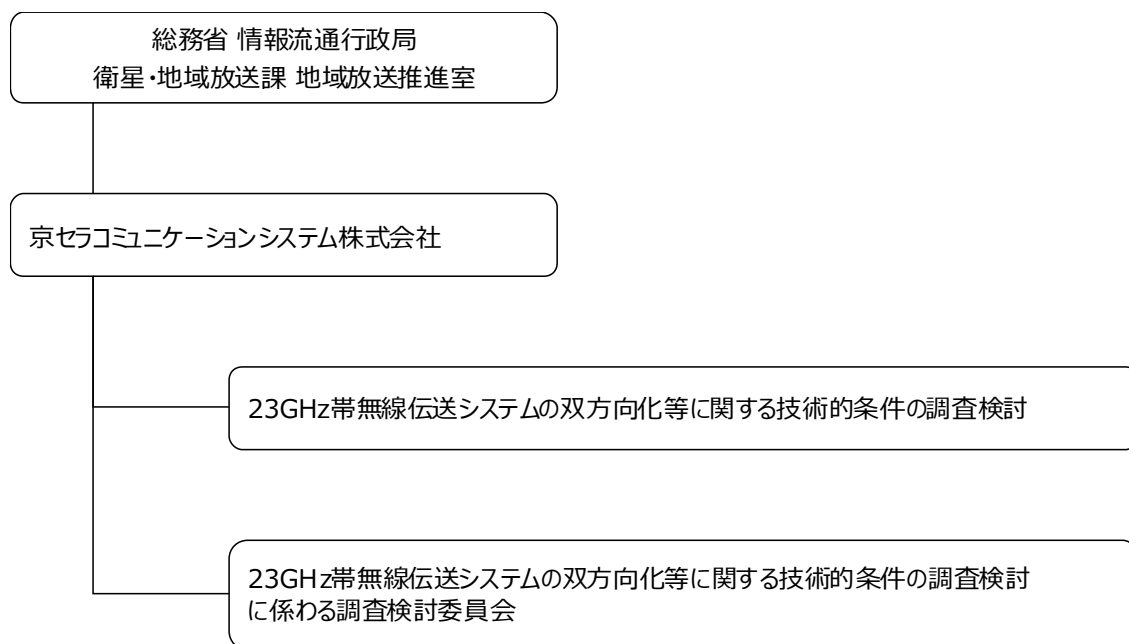 総務省 情報流通行政局
衛星・地域放送課 地域放送推進室
京セラコミュニケーションシステム株式会社
23GHz帯無線伝送システムの双方向化等に関する技術的条件の調査検討
23GHz帯無線伝送システムの双方向化等に関する技術的条件の調査検討
に係わる調査検討委員会